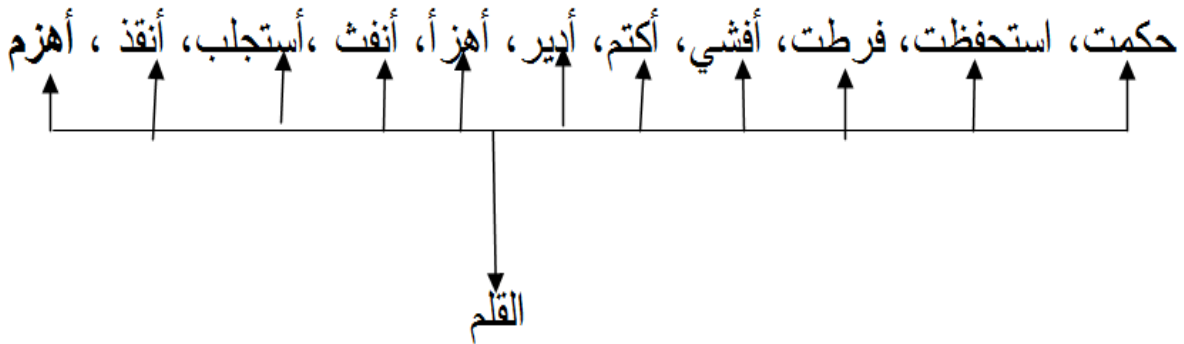 حكمت، استحفظت، فرطت، أفشي، أكتم، أدير، أهزأ، أنفث ،أستجلب، أنقذ ، أهزم
القلم